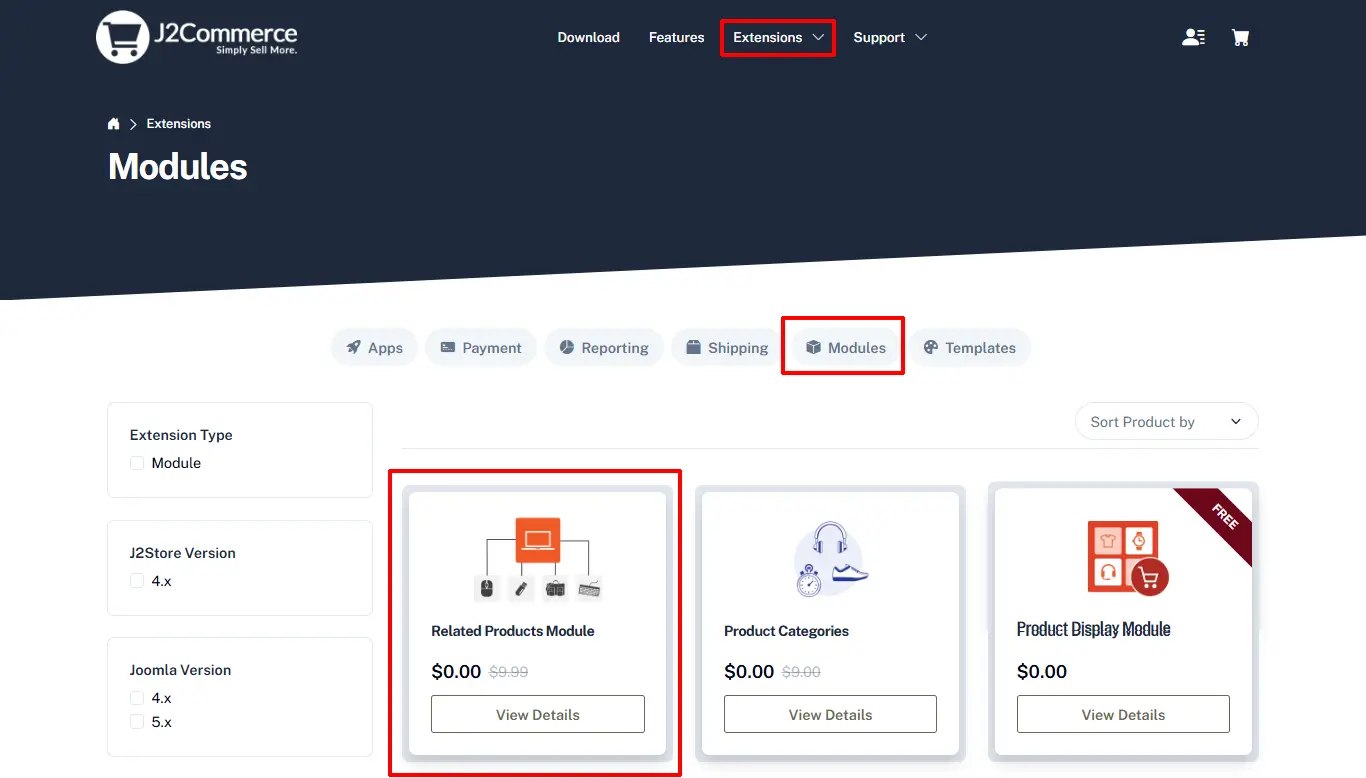 J2Commerce
Simply Sell More.
Download Features Extensions Support
Extensions
Modules
Apps Payment Reporting Shipping Modules Templates
Sort Product by
Extension Type
Module
J2Store Version
4.x
Joomla Version
4.x
5.x
Related Products Module
$0.00 $9.99
View Details
Product Categories
$0.00 $9.00
View Details
FREE
Product Display Module
$0.00
View Details